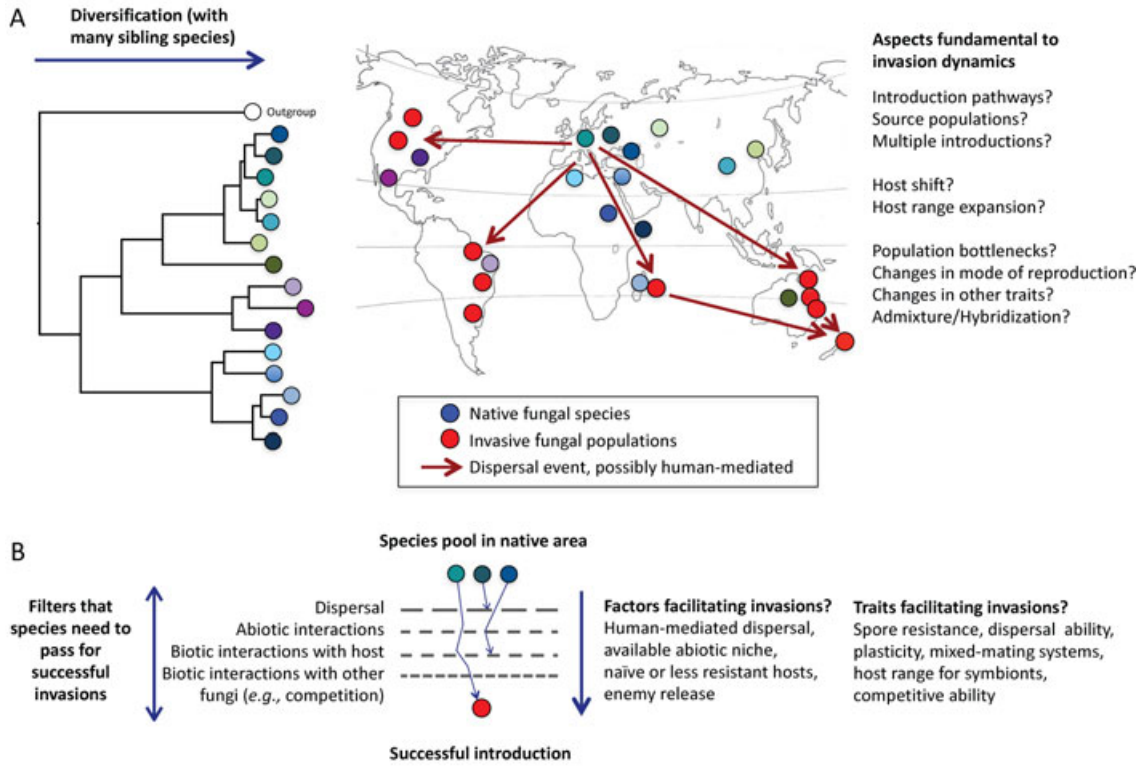 A
Diversification (with
many sibling species)
Outgroup
Aspects fundamental to
invasion dynamics
Introduction pathways?
Source populations?
Multiple introductions?
Host shift?
Host range expansion?
Population bottlenecks?
Changes in mode of reproduction?
Changes in other traits?
Admixture/Hybridization?
Native fungal species
Invasive fungal populations
Dispersal event, possibly human-mediated
B
Species pool in native area
Filters that
species need to
pass for
successful
invasions
Dispersal
Abiotic interactions
Biotic interactions with host
Biotic interactions with other
fungi (e.g., competition)
Successful introduction
Factors facilitating invasions?
Human-mediated dispersal,
available abiotic niche,
naïve or less resistant hosts,
enemy release
Traits facilitating invasions?
Spore resistance, dispersal ability,
plasticity, mixed-mating systems,
host range for symbionts,
competitive ability